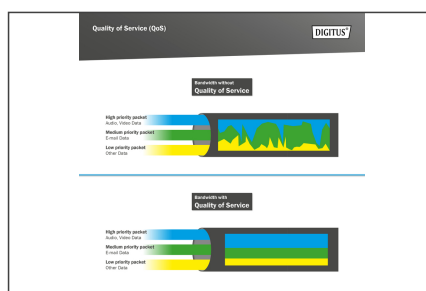 Quality of Service (QoS)
DIGITUS®
Bandwidth without
Quality of Service
High priority packet
Audio, Video Data
Medium priority packet
E-mail Data
Low priority packet
Other Data
Bandwidth with
Quality of Service
High priority packet
Audio, Video Data
Medium priority packet
E-mail Data
Low priority packet
Other Data